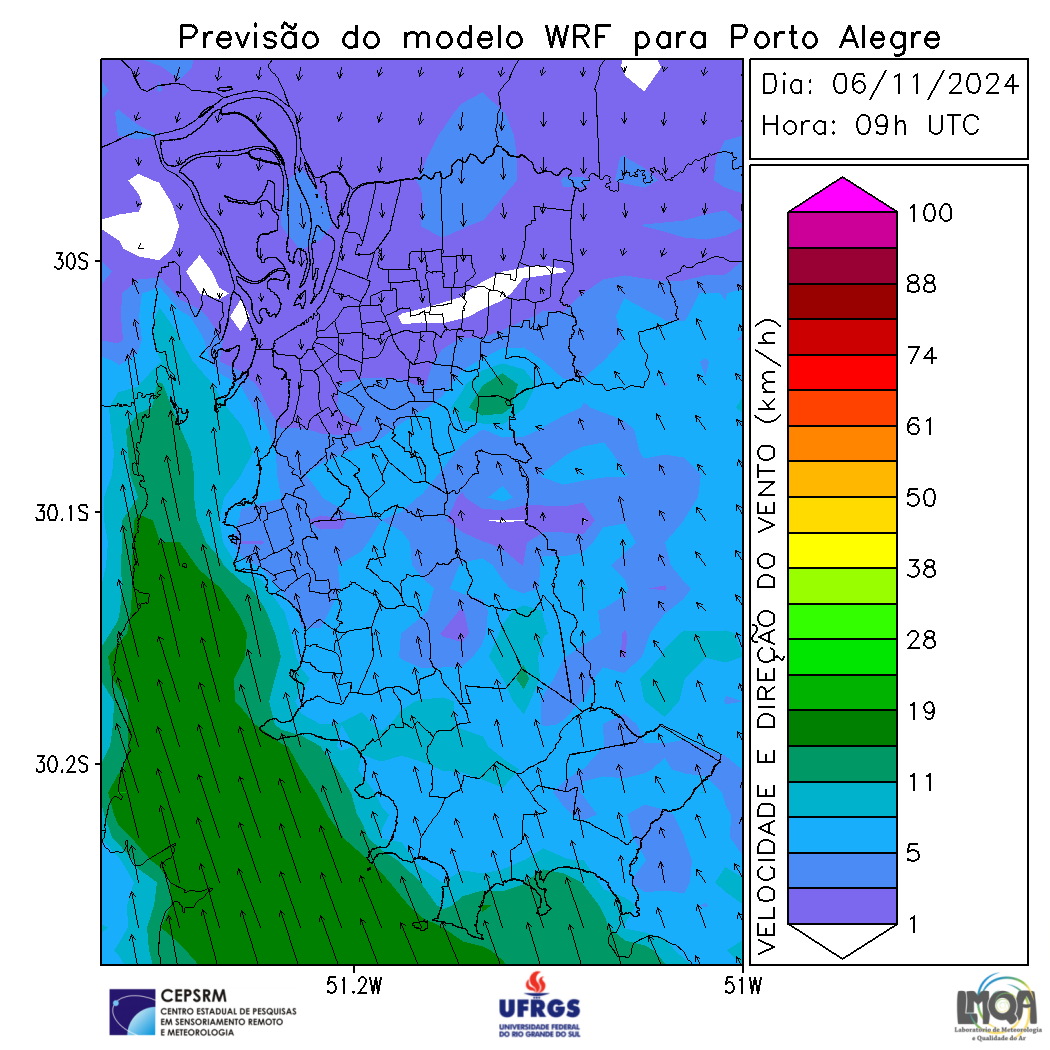 Previsão do modelo WRF para Porto Alegre
Dia: 06/11/2024
Hora: 09h UTC
30S
30.1S
30.2S
51.2W
51W
VELOCIDADE E DIREÇÃO DO VENTO (km/h)
100
88
74
61
50
38
28
19
11
5
1
CEPSRM
CENTRO ESTADUAL DE PESQUISAS
EM SENSORIAMENTO REMOTO
E METEOROLOGIA
UFRGS
UNIVERSIDADE FEDERAL
DO RIO GRANDE DO SUL
LMQA
Laboratório de Meteorologia
e Qualidade do Ar